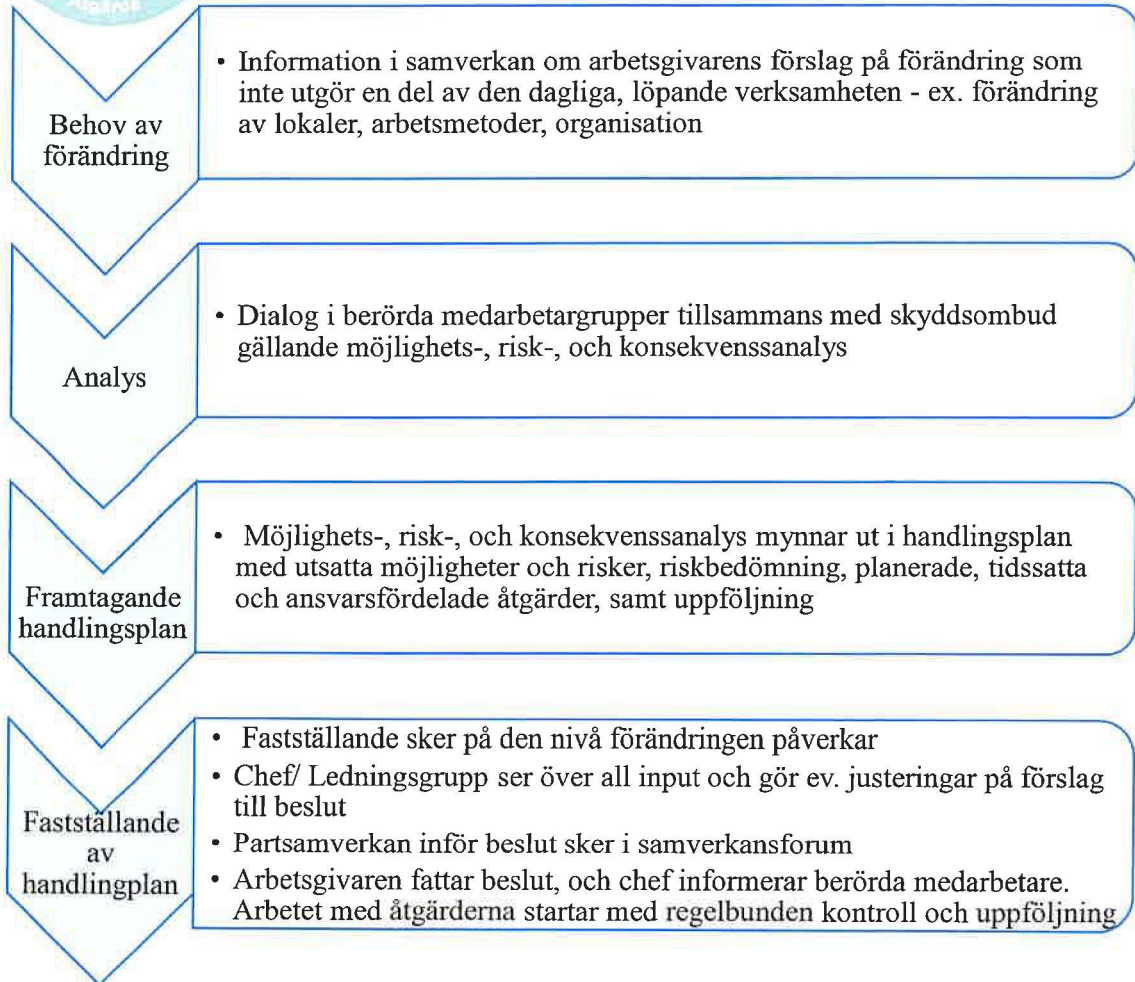 Åtgärda
Behov av
förändring
• Information i samverkan om arbetsgivarens förslag på förändring som
inte utgör en del av den dagliga, löpande verksamheten - ex. förändring
av lokaler, arbetsmetoder, organisation
Analys
• Dialog i berörda medarbetargrupper tillsammans med skyddsombud
gällande möjlighets-, risk-, och konsekvenssanalys
Framtagande
handlingsplan
• Möjlighets-, risk-, och konsekvenssanalys mynnar ut i handlingsplan
med utsatta möjligheter och risker, riskbedömning, planerade, tidssatta
och ansvarsfördelade åtgärder, samt uppföljning
Fastställande
av
handlingplan
• Fastställande sker på den nivå förändringen påverkar
• Chef/ Ledningsgrupp ser över all input och gör ev. justeringar på förslag
till beslut
• Partsamverkan inför beslut sker i samverkansforum
• Arbetsgivaren fattar beslut, och chef informerar berörda medarbetare.
Arbetet med åtgärderna startar med regelbunden kontroll och uppföljning